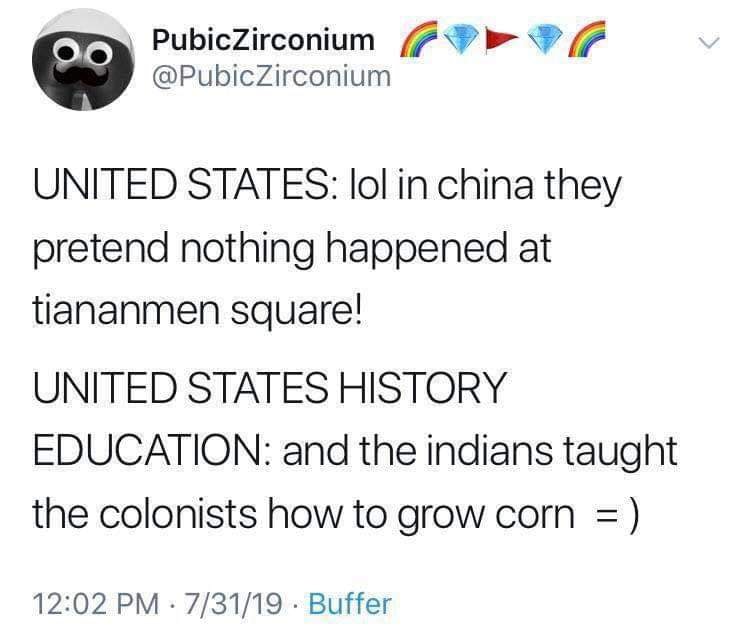 PubicZirconium 🌈💎🚩💎🌈
@PubicZirconium
UNITED STATES: lol in china they
pretend nothing happened at
tiananmen square!
UNITED STATES HISTORY
EDUCATION: and the indians taught
the colonists how to grow corn  = )
12:02 PM · 7/31/19 · Buffer